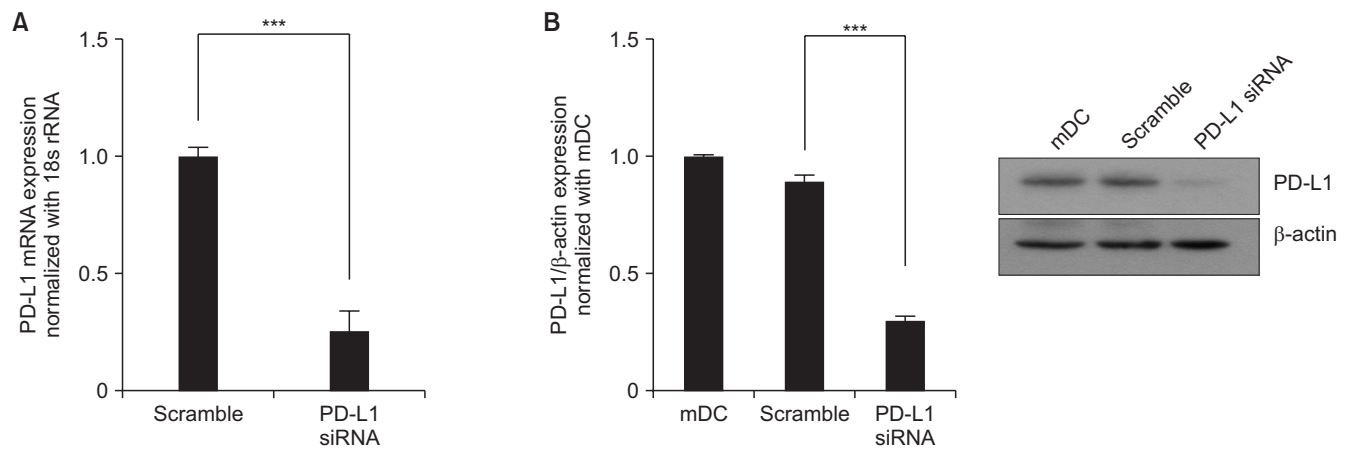 A
PD-L1 mRNA expression
normalized with 18s rRNA
1.5
1.0
0.5
0
***
Scramble
PD-L1
siRNA
B
PD-L1/β-actin expression
normalized with mDC
1.5
1.0
0.5
0
***
mDC
Scramble
PD-L1
siRNA
mDC
Scramble
PD-L1 siRNA
PD-L1
β-actin